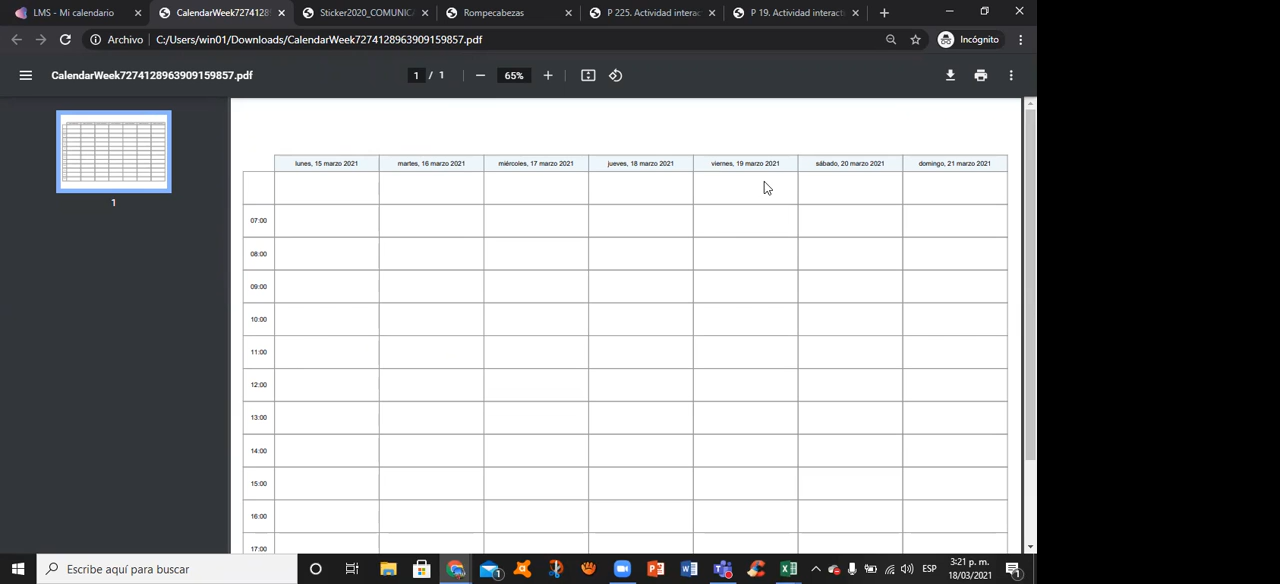 LMS - Mi calendario
CalendarWeek7274128
Sticker2020_COMUNIC
Rompecabezas
P 225. Actividad interac
P 19. Actividad interact
Archivo
C:/Users/win01/Downloads/CalendarWeek7274128963909159857.pdf
Incógnito
CalendarWeek7274128963909159857.pdf
1 / 1
65%
1
lunes, 15 marzo 2021
martes, 16 marzo 2021
miércoles, 17 marzo 2021
jueves, 18 marzo 2021
viernes, 19 marzo 2021
sábado, 20 marzo 2021
domingo, 21 marzo 2021
07:00
08:00
09:00
10:00
11:00
12:00
13:00
14:00
15:00
16:00
17:00
Escribe aquí para buscar
1
ESP
3:21 p. m.
18/03/2021
1